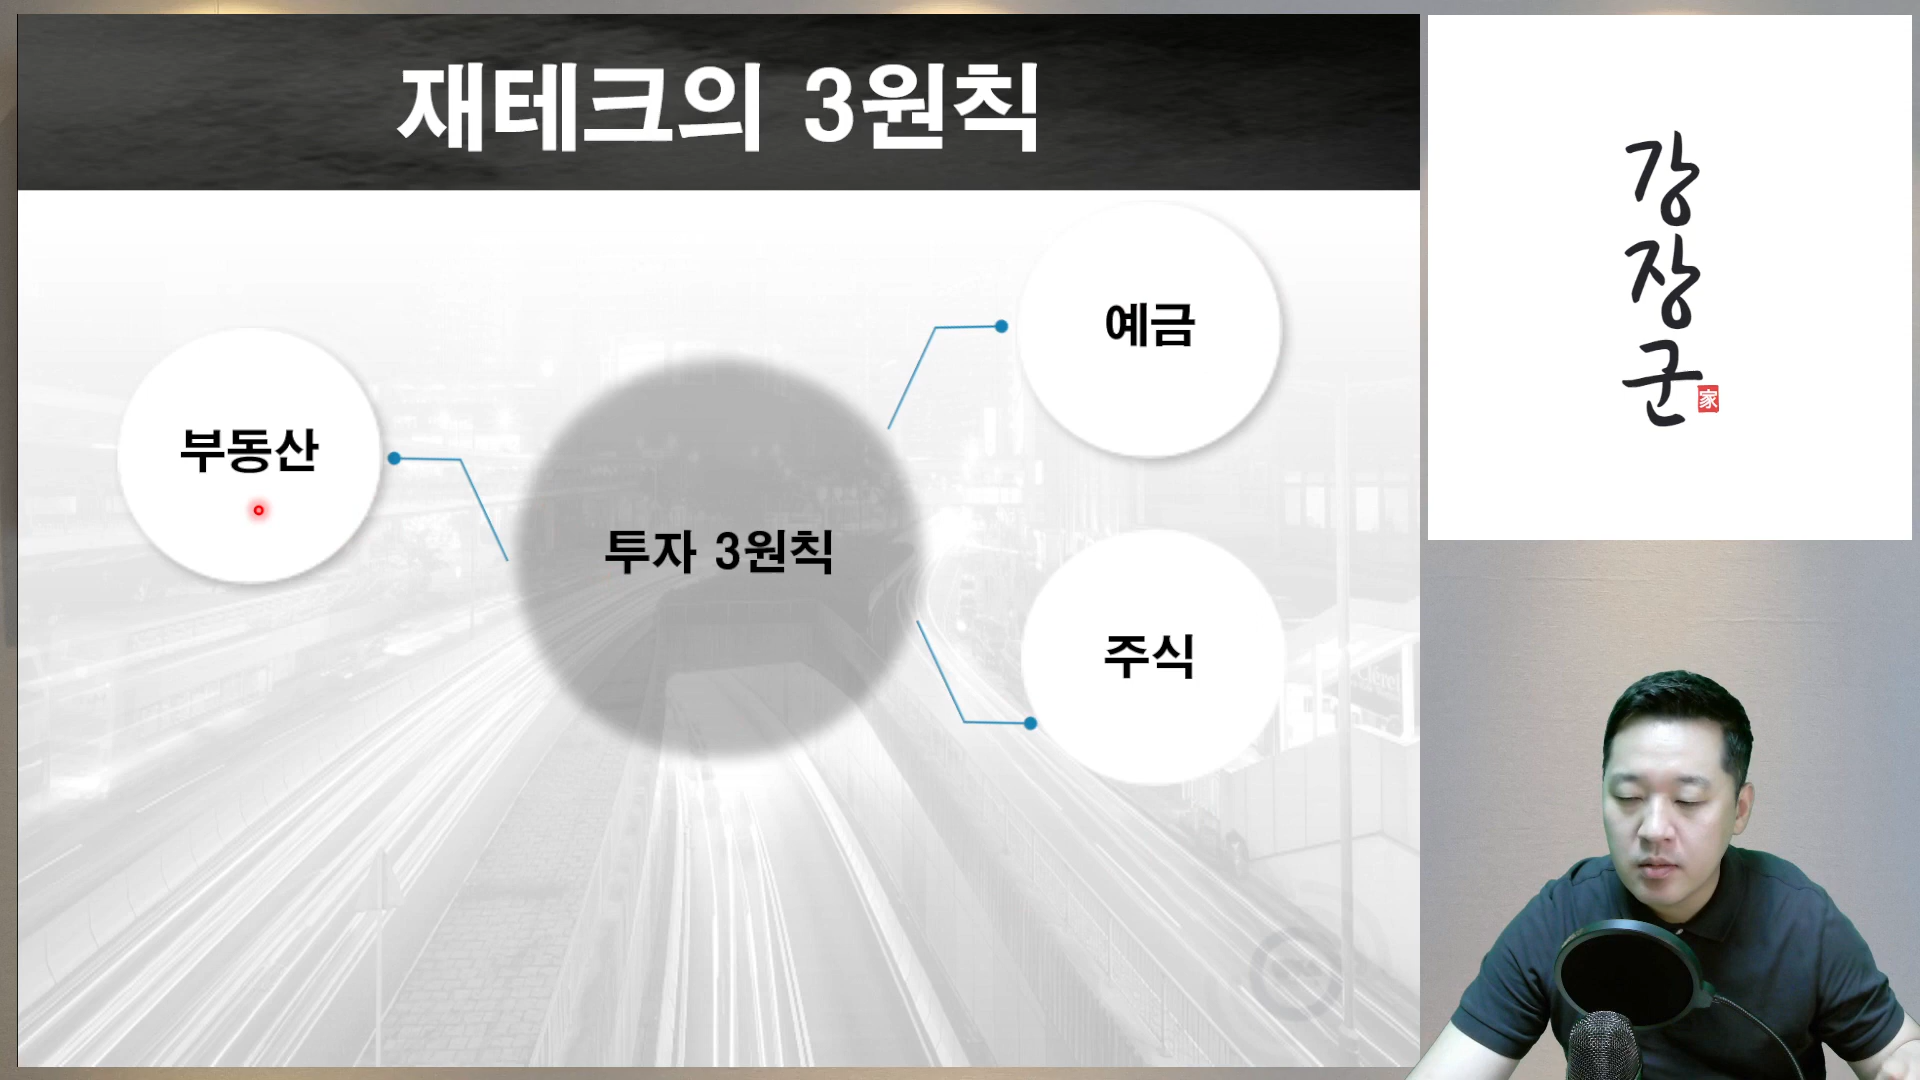 재테크의 3원칙
부동산
투자 3원칙
예금
주식
강
장
군
家